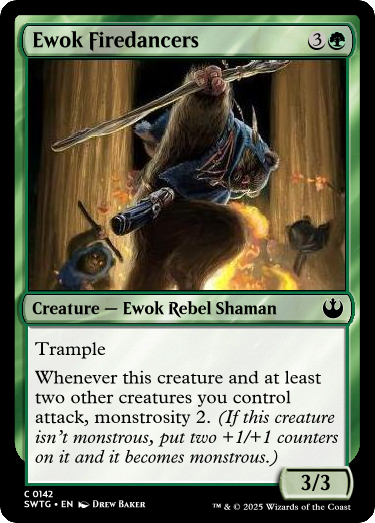 Ewok Firedancers 3
Creature — Ewok Rebel Shaman
Trample
Whenever this creature and at least
two other creatures you control
attack, monstrosity 2. (If this creature
isn't monstrous, put two +1/+1 counters
on it and it becomes monstrous.)
3/3
C 0142
SWTG • EN Drew Baker
™ & © 2025 Wizards of the Coast